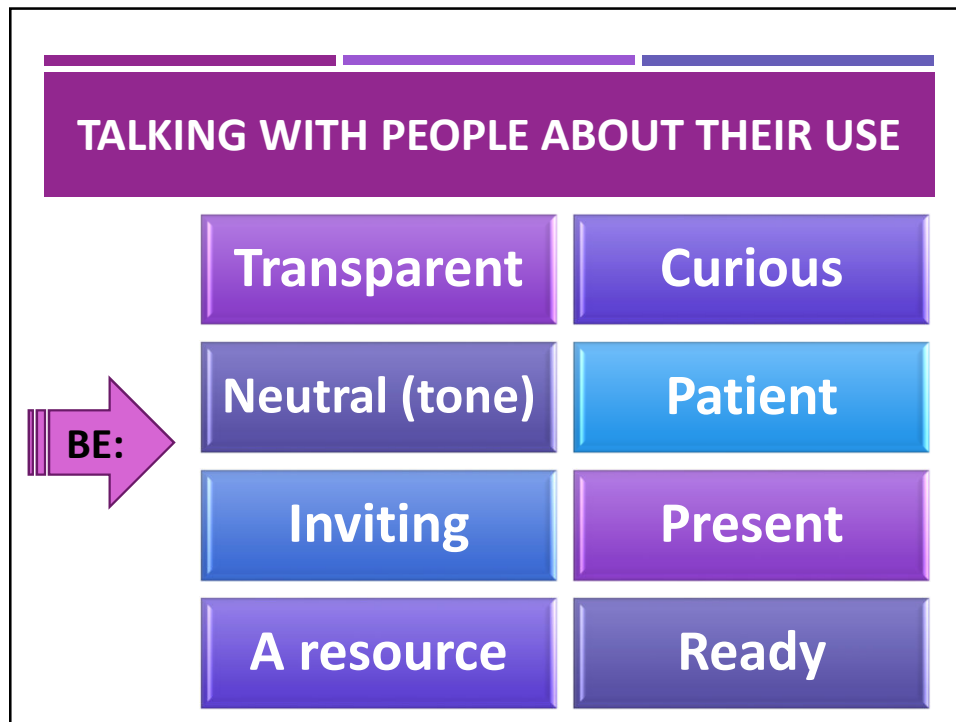 TALKING WITH PEOPLE ABOUT THEIR USE
BE:
Transparent
Curious
Neutral (tone)
Patient
Inviting
Present
A resource
Ready